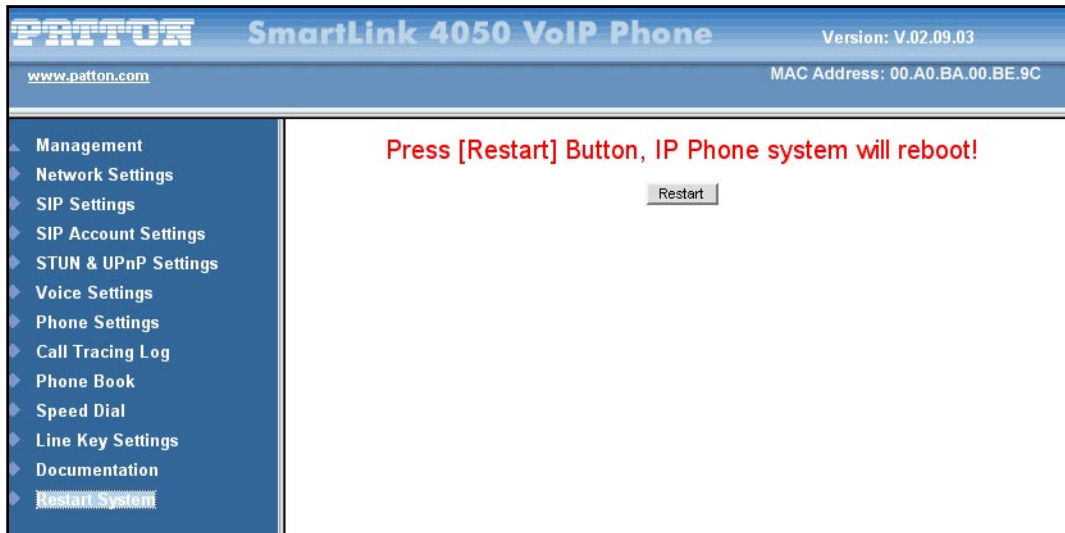 PATTON SmartLink 4050 VoIP Phone Version: V.02.09.03
www.patton.com MAC Address: 00.A0.BA.00.BE.9C
Management
Network Settings
SIP Settings
SIP Account Settings
STUN & UPnP Settings
Voice Settings
Phone Settings
Call Tracing Log
Phone Book
Speed Dial
Line Key Settings
Documentation
Restart System
Press [Restart] Button, IP Phone system will reboot!
Restart